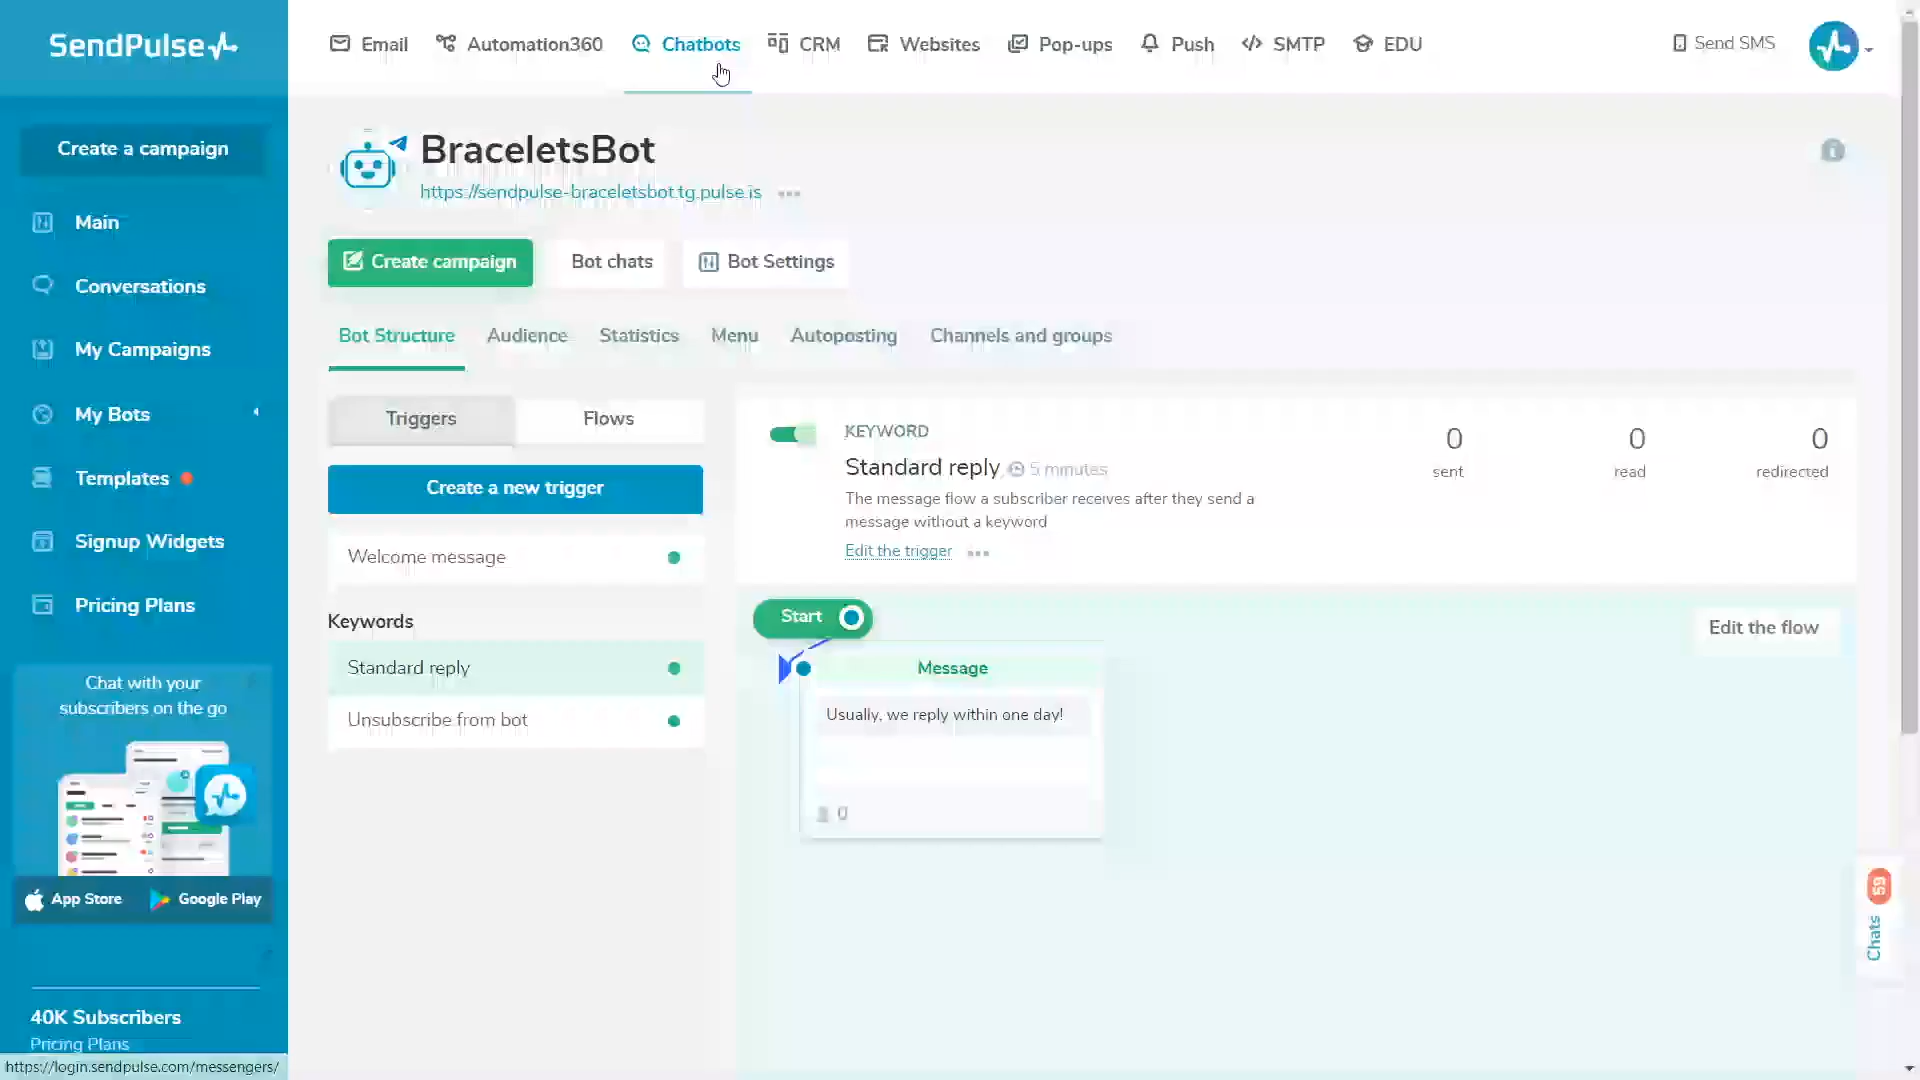 SendPulse
Email
Automation360
Chatbots
CRM
Websites
Pop-ups
Push
SMTP
EDU
Send SMS
Create a campaign
Main
Conversations
My Campaigns
My Bots
Templates
Signup Widgets
Pricing Plans
Chat with your
subscribers on the go
App Store
Google Play
40K Subscribers
Pricing Plans
https://login.sendpulse.com/messengers/
BraceletsBot
https://sendpulse-braceletsbot.tg.pulse.is
Create campaign
Bot chats
Bot Settings
Bot Structure
Audience
Statistics
Menu
Autoposting
Channels and groups
Triggers
Flows
Create a new trigger
Welcome message
Keywords
Standard reply
Unsubscribe from bot
KEYWORD
Standard reply 5 minutes
The message flow a subscriber receives after they send a
message without a keyword
Edit the trigger
0
sent
0
read
0
redirected
Start
Edit the flow
Message
Usually, we reply within one day!
0
59
Chats